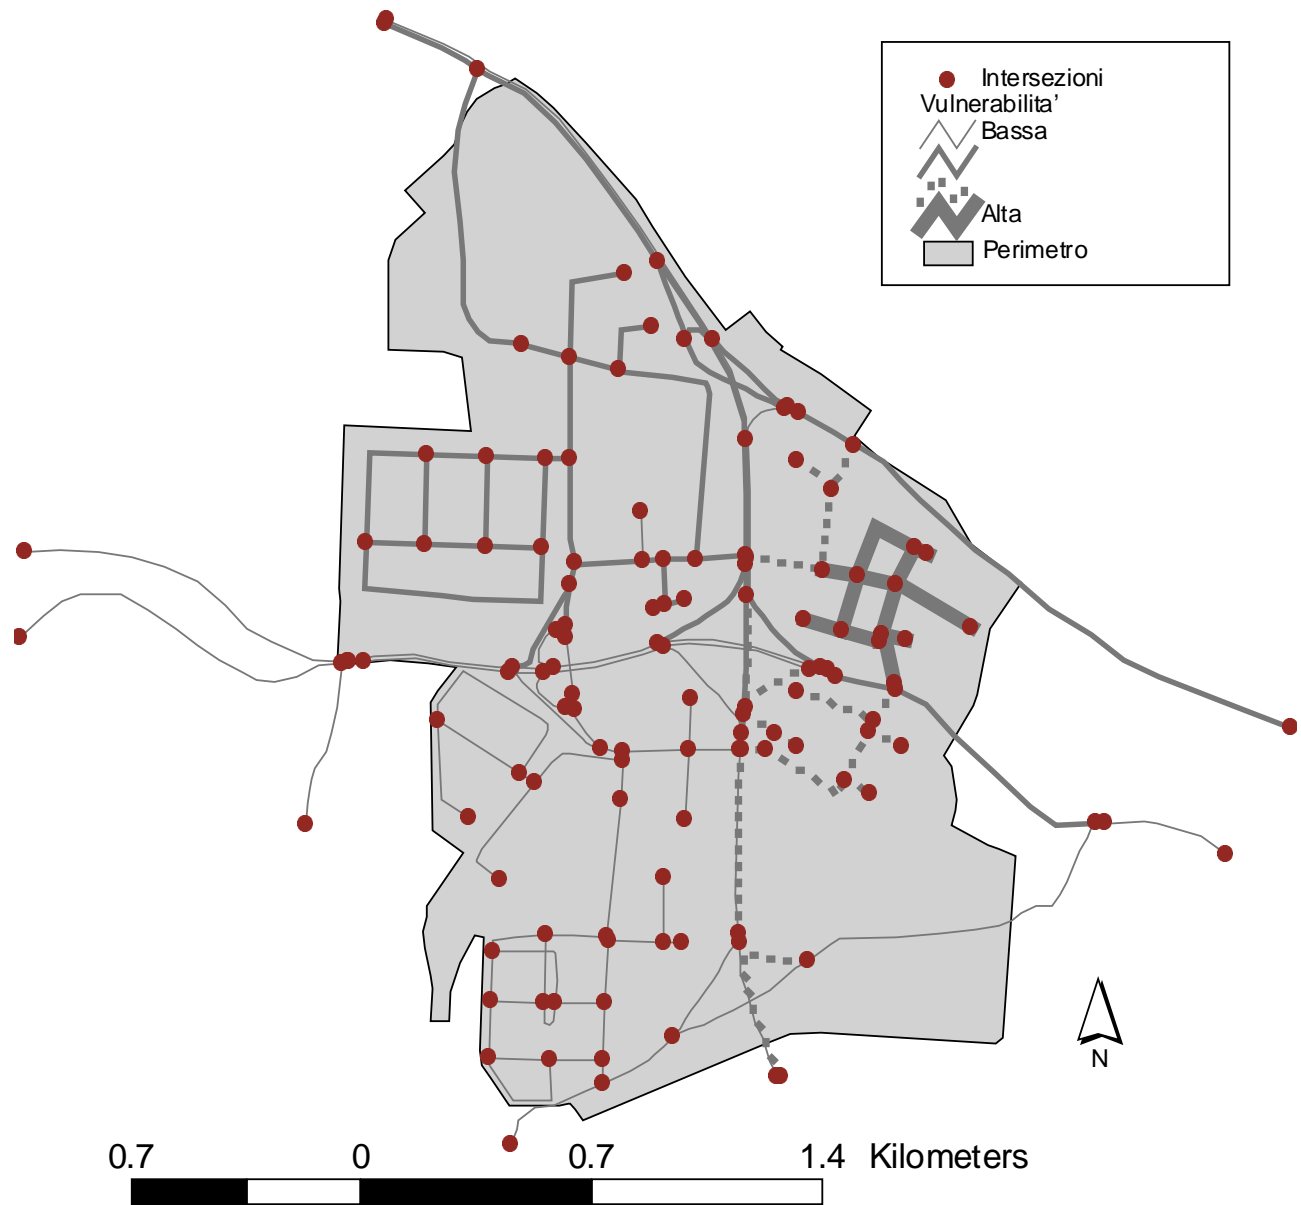 Intersezioni
Vulnerabilita'
Bassa
Alta
Perimetro
N
0.7 0 0.7 1.4 Kilometers